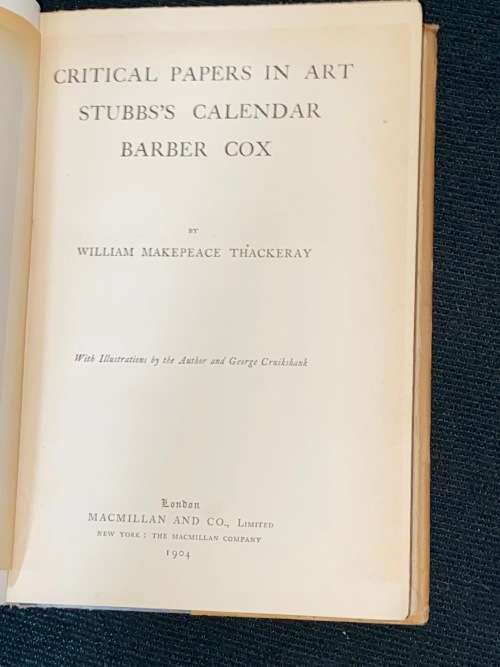 CRITICAL PAPERS IN ART
STUBBS'S CALENDAR
BARBER COX
BY
WILLIAM MAKEPEACE THACKERAY
With Illustrations by the Author and George Cruikshank
London
MACMILLAN AND CO., LIMITED
NEW YORK: THE MACMILLAN COMPANY
1904